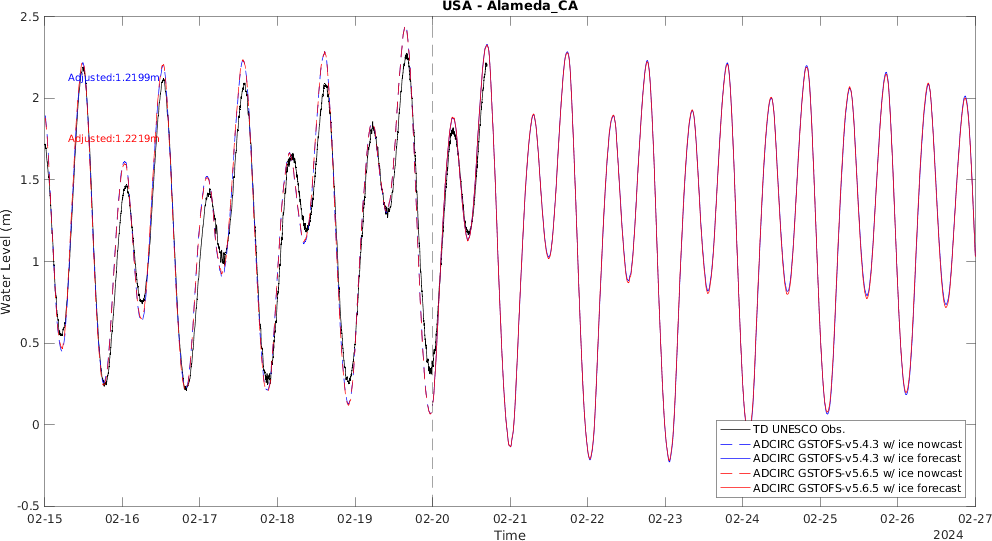 USA - Alameda_CA
2.5
2
1.5
1
0.5
0
-0.5
Water Level (m)
Adjusted:1.2199m
Adjusted:1.2219m
TD UNESCO Obs.
ADCIRC GSTOFS-v5.4.3 w/ ice nowcast
ADCIRC GSTOFS-v5.4.3 w/ ice forecast
ADCIRC GSTOFS-v5.6.5 w/ ice nowcast
ADCIRC GSTOFS-v5.6.5 w/ ice forecast
02-15 02-16 02-17 02-18 02-19 02-20 02-21 02-22 02-23 02-24 02-25 02-26 02-27
Time
2024